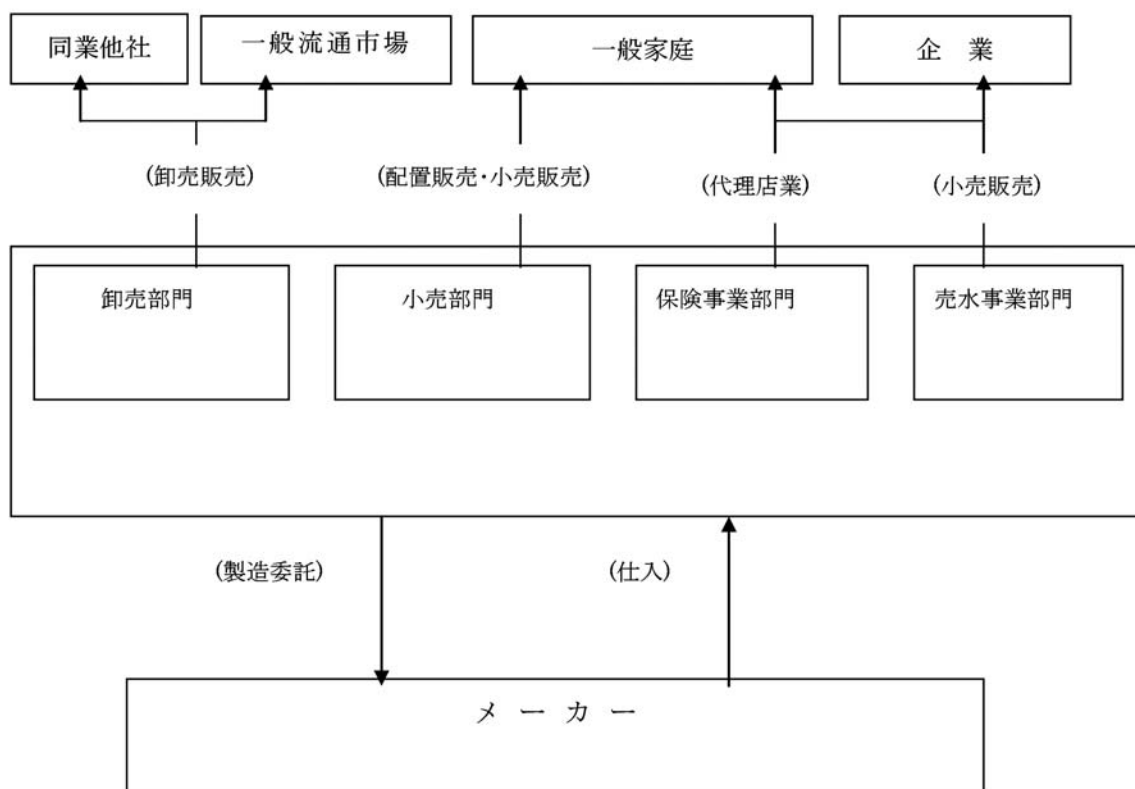 同業他社
一般流通市場
一般家庭
企 業
(卸売販売)
(配置販売・小売販売)
(代理店業)
(小売販売)
卸売部門
小売部門
保険事業部門
売水事業部門
(製造委託)
(仕入)
メ ー カ ー